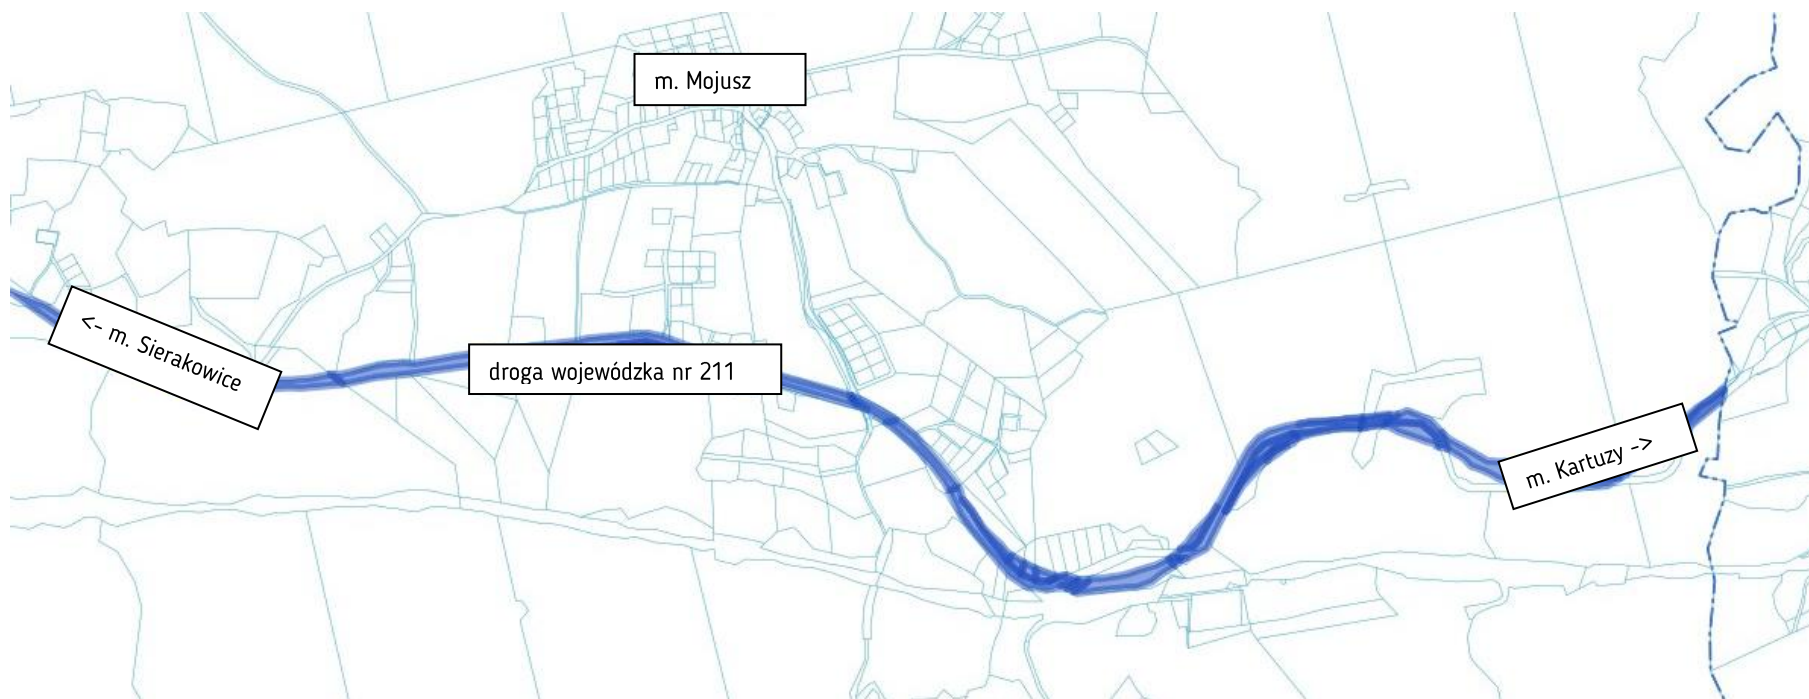 m. Mojusz
<- m. Sierakowice
droga wojewódzka nr 211
m. Kartuzy ->